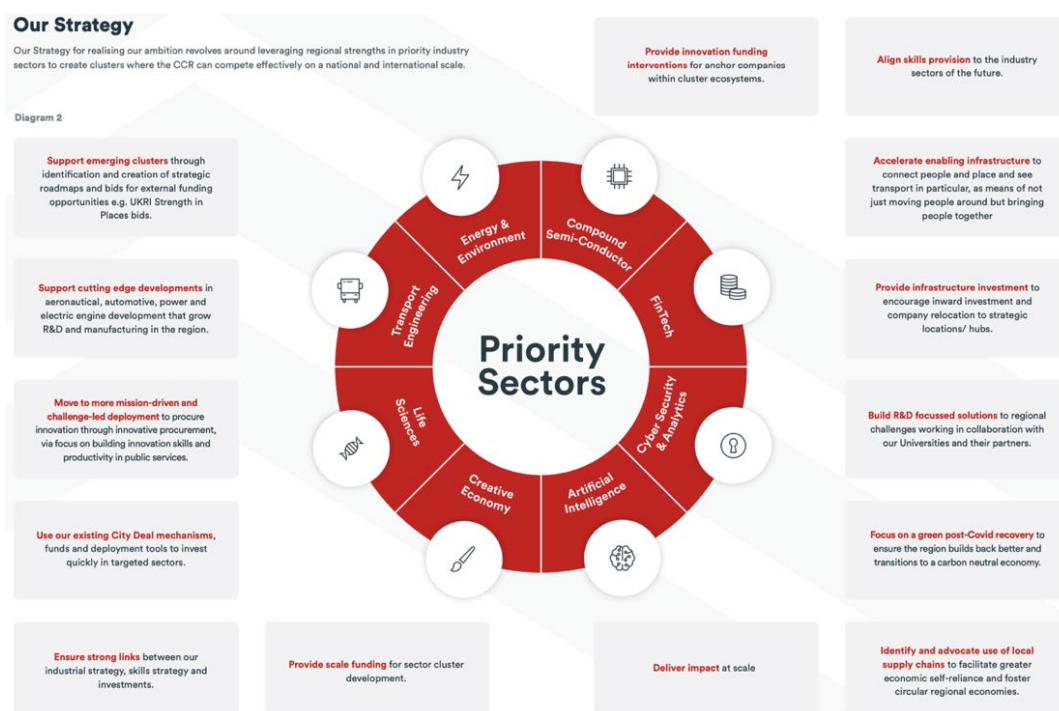 Our Strategy
Our Strategy for realising our ambition revolves around leveraging regional strengths in priority industry
sectors to create clusters where the CCR can compete effectively on a national and international scale.
Diagram 2
Provide innovation funding
interventions for anchor companies
within cluster ecosystems.
Align skills provision to the industry
sectors of the future.
Support emerging clusters through
identification and creation of strategic
roadmaps and bids for external funding
opportunities e.g. UKRI Strength in
Places bids.
Support cutting edge developments in
aeronautical, automotive, power and
electric engine development that grow
R&D and manufacturing in the region.
Move to more mission-driven and
challenge-led deployment to procure
innovation through innovative procurement,
via focus on building innovation skills and
productivity in public services.
Use our existing City Deal mechanisms,
funds and deployment tools to invest
quickly in targeted sectors.
Ensure strong links between our
industrial strategy, skills strategy and
investments.
Priority
Sectors
Energy &
Environment
Compound
Semi-Conductor
FinTech
Cyber Security
& Analytics
Artificial
Intelligence
Creative
Economy
Life
Sciences
Transport
Engineering
Accelerate enabling infrastructure to
connect people and place and see
transport in particular, as means of not
just moving people around but bringing
people together
Provide infrastructure investment to
encourage inward investment and
company relocation to strategic
locations/ hubs.
Build R&D focussed solutions to regional
challenges working in collaboration with
our Universities and their partners.
Focus on a green post-Covid recovery to
ensure the region builds back better and
transitions to a carbon neutral economy.
Provide scale funding for sector cluster
development.
Deliver impact at scale
Identify and advocate use of local
supply chains to facilitate greater
economic self-reliance and foster
circular regional economies.